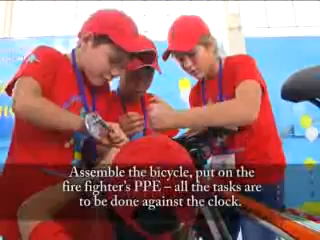 Assemble the bicycle, put on the
fire fighter's PPE – all the tasks are
to be done against the clock.